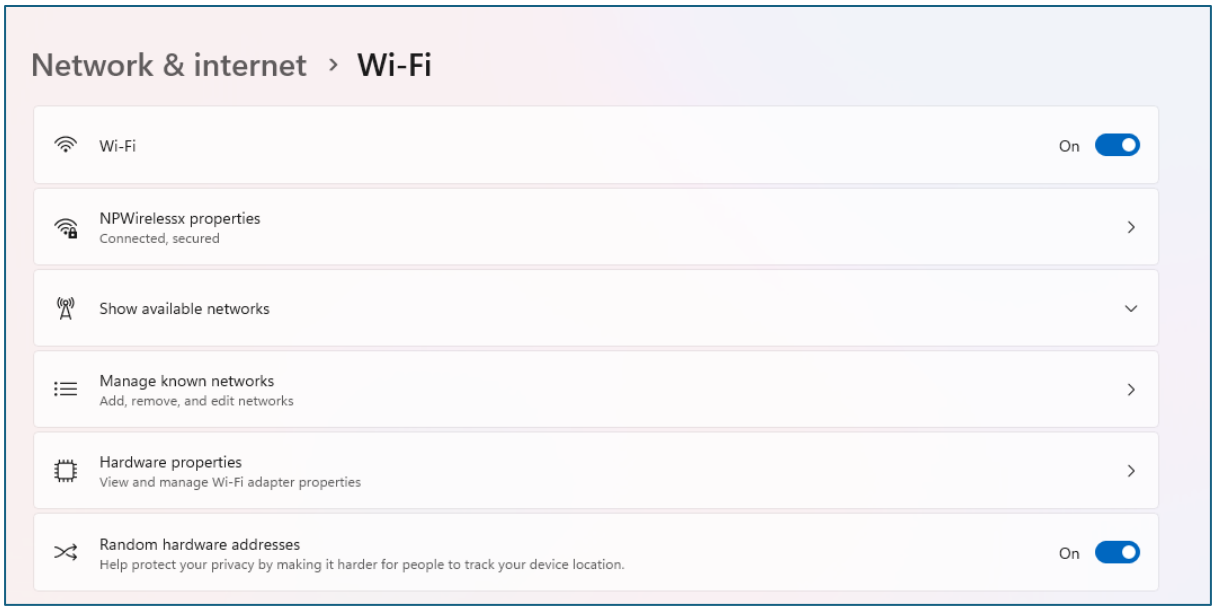 Network & internet > Wi-Fi
Wi-Fi
On
NPWirelessx properties
Connected, secured
Show available networks
Manage known networks
Add, remove, and edit networks
Hardware properties
View and manage Wi-Fi adapter properties
Random hardware addresses
Help protect your privacy by making it harder for people to track your device location.
On